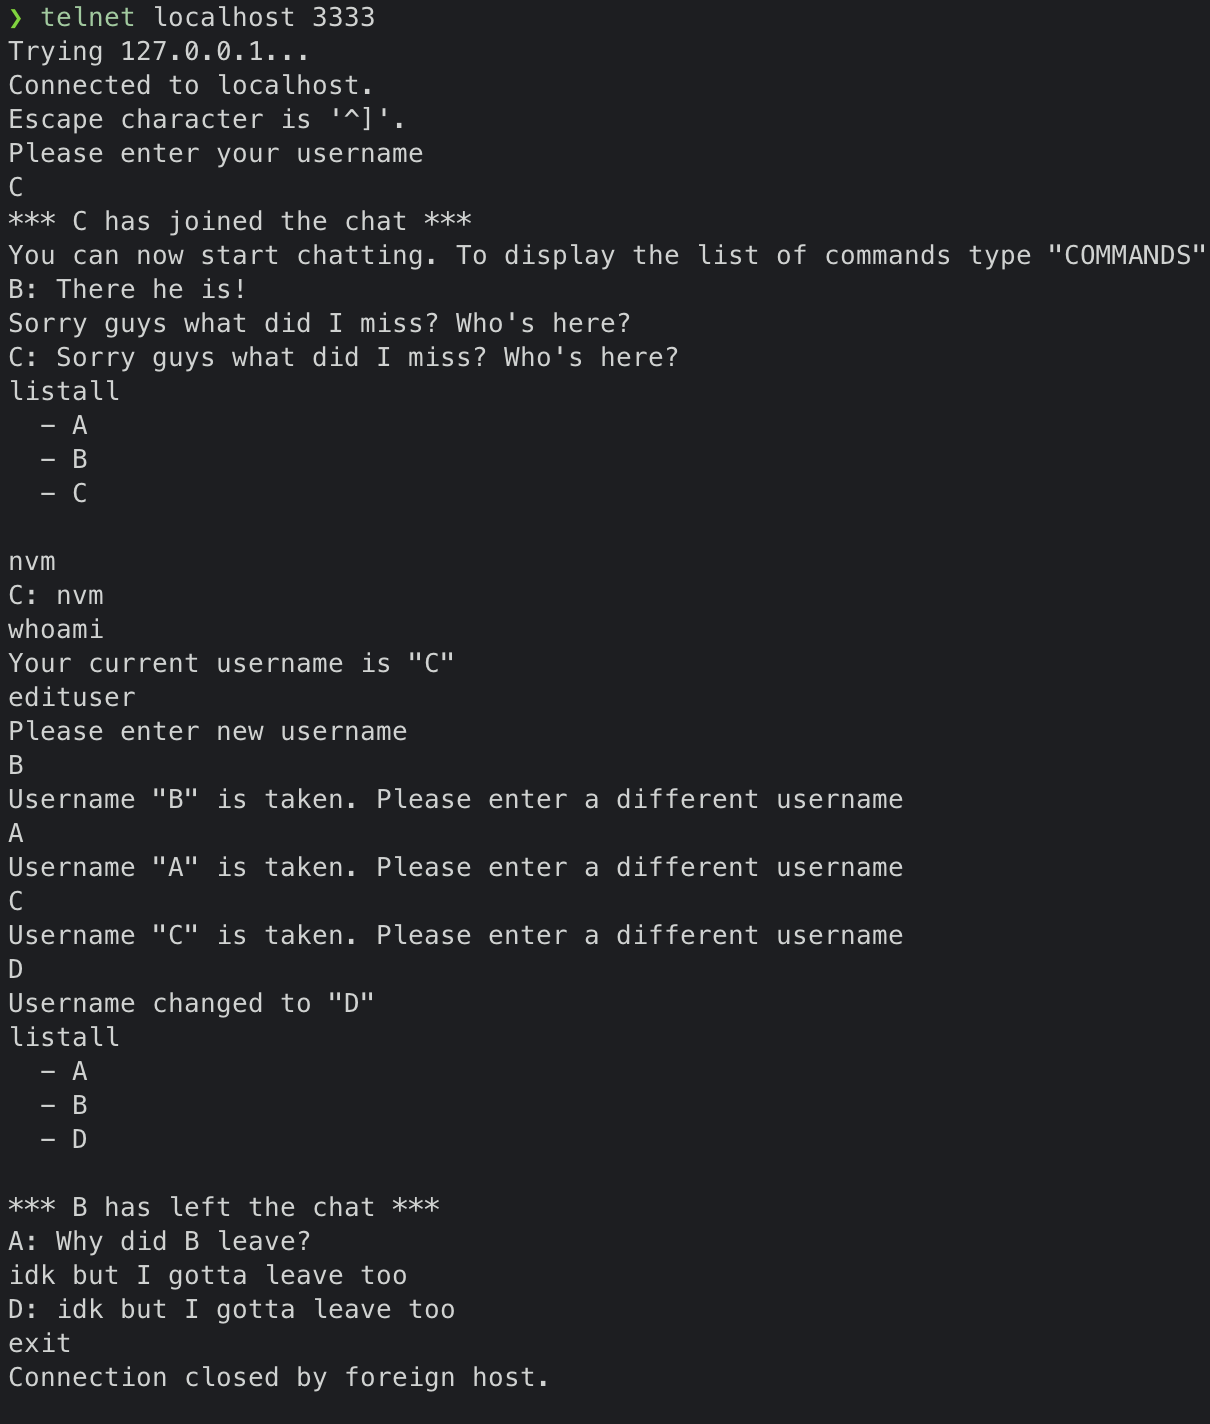 ❯ telnet localhost 3333
Trying 127.0.0.1...
Connected to localhost.
Escape character is '^]'.
Please enter your username
C
*** C has joined the chat ***
You can now start chatting. To display the list of commands type "COMMANDS"
B: There he is!
Sorry guys what did I miss? Who's here?
C: Sorry guys what did I miss? Who's here?
listall
  - A
  - B
  - C

nvm
C: nvm
whoami
Your current username is "C"
edituser
Please enter new username
B
Username "B" is taken. Please enter a different username
A
Username "A" is taken. Please enter a different username
C
Username "C" is taken. Please enter a different username
D
Username changed to "D"
listall
  - A
  - B
  - D

*** B has left the chat ***
A: Why did B leave?
idk but I gotta leave too
D: idk but I gotta leave too
exit
Connection closed by foreign host.